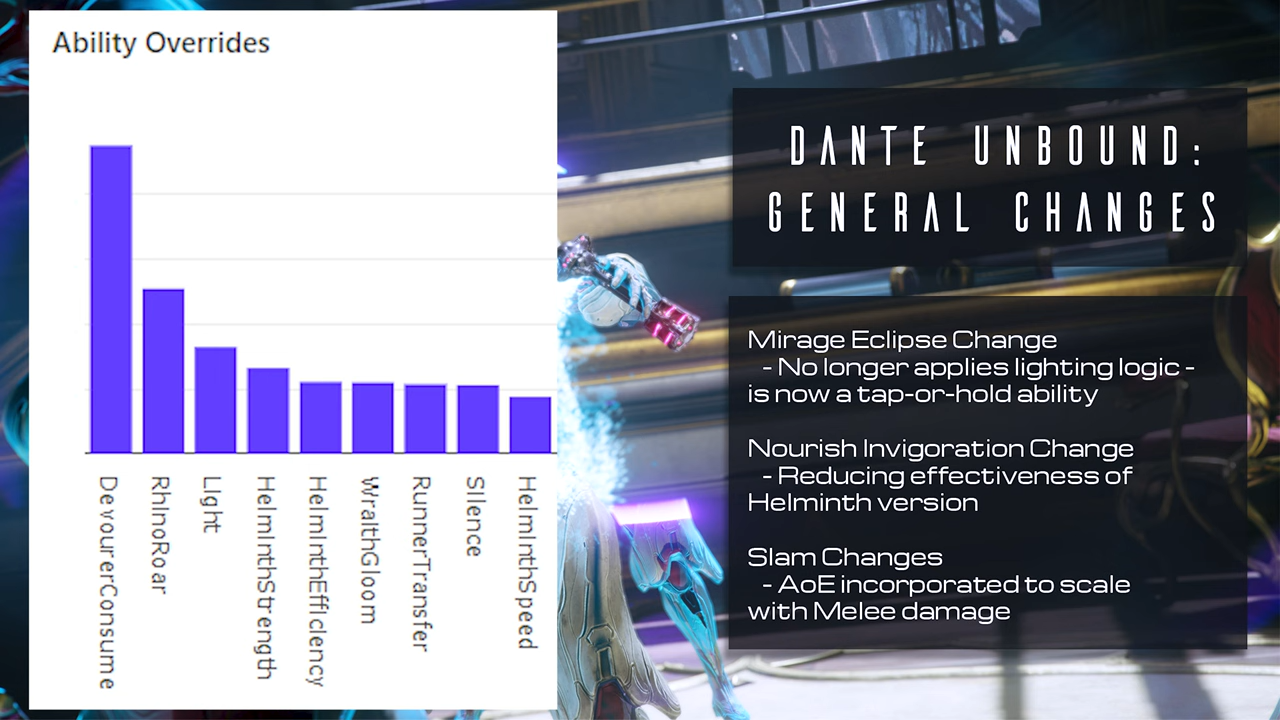 Ability Overrides
DevourerConsume
RhinoRoar
Light
HelminthStrength
HelminthEfficiency
WraithGloom
RunnerTransfer
Silence
HelminthSpeed
DANTE UNBOUND:
GENERAL CHANGES
Mirage Eclipse Change
- No longer applies lighting logic -
is now a tap-or-hold ability
Nourish Invigoration Change
- Reducing effectiveness of
Helminth version
Slam Changes
- AoE incorporated to scale
with Melee damage